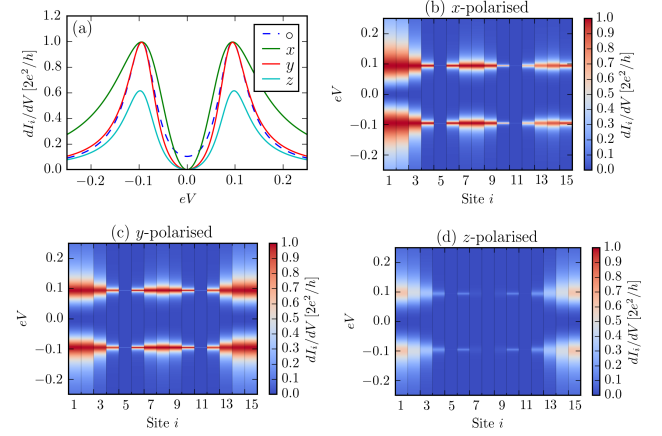 (a)
dI_i/dV [2e²/h]
1.4
1.2
1.0
0.8
0.6
0.4
0.2
0.0
−0.2 −0.1 0.0 0.1 0.2
eV
○
x
y
z
(b) x-polarised
eV
0.2
0.1
0.0
−0.1
−0.2
1 3 5 7 9 11 13 15
Site i
1.0
0.9
0.8
0.7
0.6
0.5
0.4
0.3
0.2
0.1
0.0
dI_i/dV [2e²/h]
(c) y-polarised
eV
0.2
0.1
0.0
−0.1
−0.2
1 3 5 7 9 11 13 15
Site i
1.0
0.9
0.8
0.7
0.6
0.5
0.4
0.3
0.2
0.1
0.0
dI_i/dV [2e²/h]
(d) z-polarised
eV
0.2
0.1
0.0
−0.1
−0.2
1 3 5 7 9 11 13 15
Site i
1.0
0.9
0.8
0.7
0.6
0.5
0.4
0.3
0.2
0.1
0.0
dI_i/dV [2e²/h]